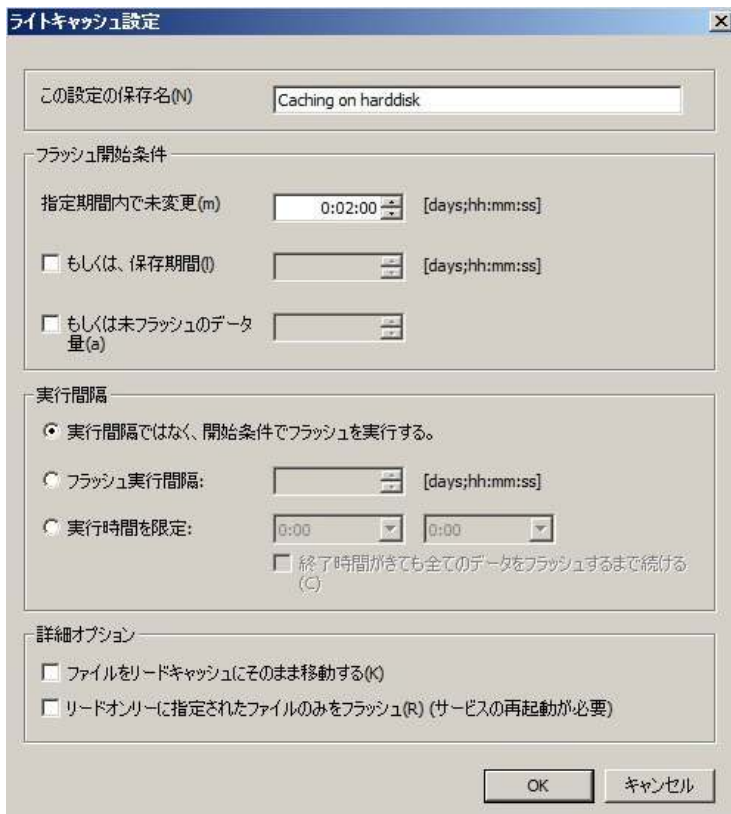 ライトキャッシュ設定
この設定の保存名(N)
Caching on harddisk
フラッシュ開始条件
指定期間内で未変更(m)
0:02:00
[days;hh:mm:ss]
もしくは、保存期間(l)
[days;hh:mm:ss]
もしくは未フラッシュのデータ
量(a)
実行間隔
実行間隔ではなく、開始条件でフラッシュを実行する。
フラッシュ実行間隔:
[days;hh:mm:ss]
実行時間を限定:
0:00
0:00
終了時間がきても全てのデータをフラッシュするまで続ける
(C)
詳細オプション
ファイルをリードキャッシュにそのまま移動する(K)
リードオンリーに指定されたファイルのみをフラッシュ(R) (サービスの再起動が必要)
OK
キャンセル